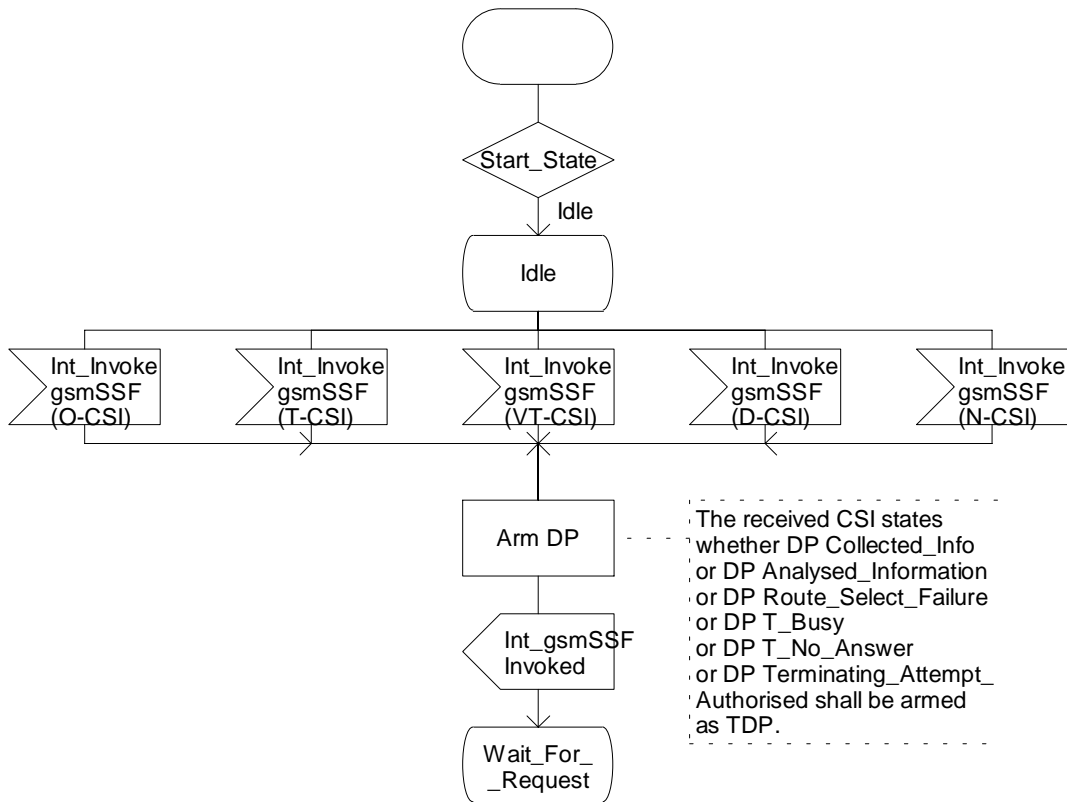 Start_State
Idle
Idle
Int_Invoke
gsmSSF
(O-CSI)
Int_Invoke
gsmSSF
(T-CSI)
Int_Invoke
gsmSSF
(VT-CSI)
Int_Invoke
gsmSSF
(D-CSI)
Int_Invoke
gsmSSF
(N-CSI)
Arm DP
The received CSI states
whether DP Collected_Info
or DP Analysed_Information
or DP Route_Select_Failure
or DP T_Busy
or DP T_No_Answer
or DP Terminating_Attempt_
Authorised shall be armed
as TDP.
Int_gsmSSF
Invoked
Wait_For_
_Request